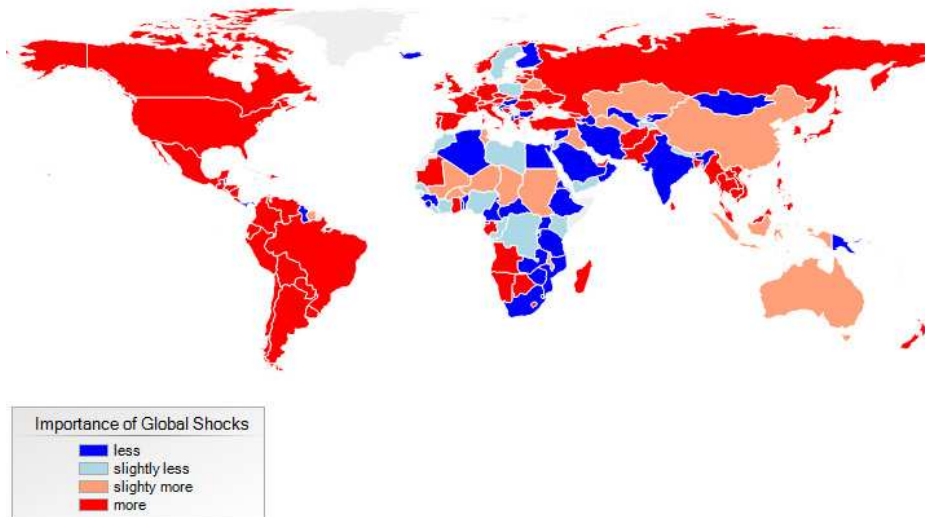 Importance of Global Shocks
less
slightly less
slighty more
more